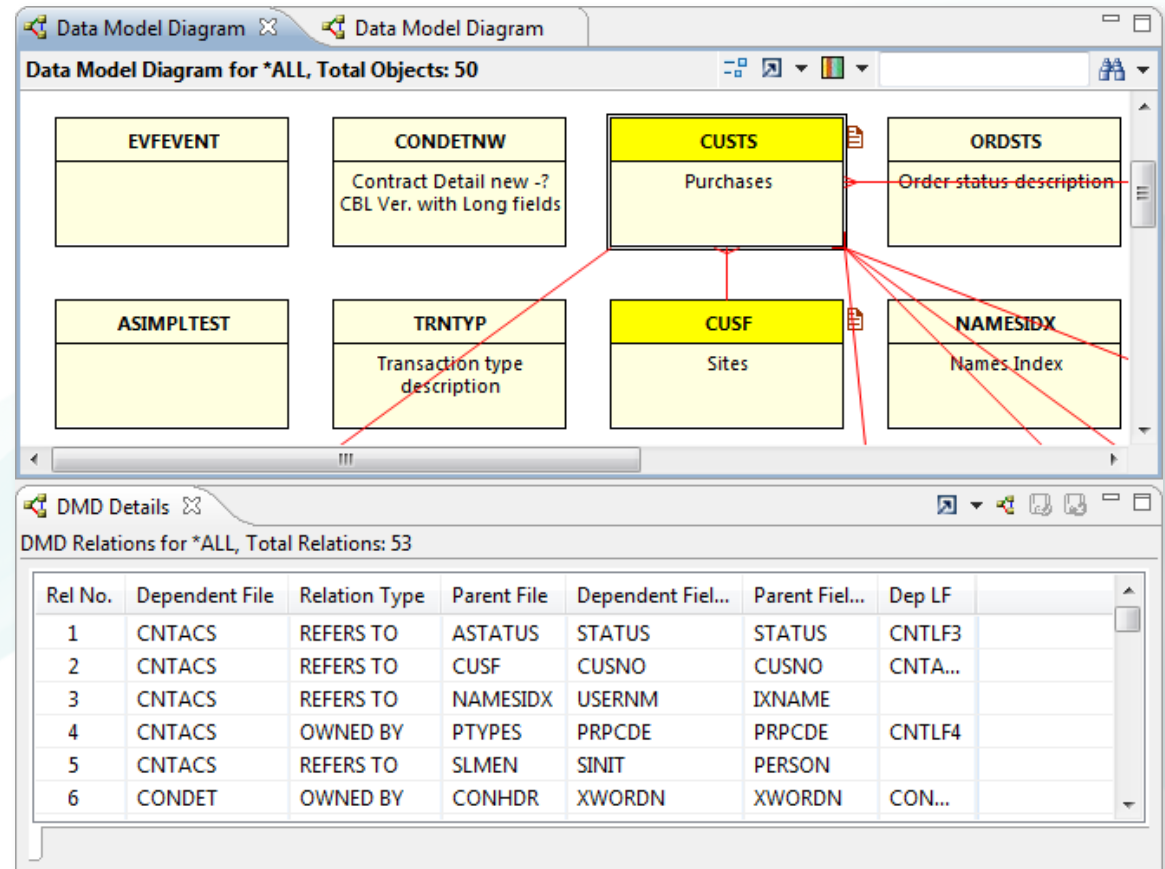 Data Model Diagram Data Model Diagram
Data Model Diagram for *ALL, Total Objects: 50
EVFEVENT CONDETNW CUSTS ORDSTS
Contract Detail new -? Purchases Order status description
CBL Ver. with Long fields
ASIMPLTEST TRNTYP CUSF NAMESIDX
Transaction type Sites Names Index
description
DMD Details
DMD Relations for *ALL, Total Relations: 53
Rel No. Dependent File Relation Type Parent File Dependent Fiel... Parent Fiel... Dep LF
1 CNTACS REFERS TO ASTATUS STATUS STATUS CNTLF3
2 CNTACS REFERS TO CUSF CUSNO CUSNO CNTA...
3 CNTACS REFERS TO NAMESIDX USERNM IXNAME
4 CNTACS OWNED BY PTYPES PRPCDE PRPCDE CNTLF4
5 CNTACS REFERS TO SLMEN SINIT PERSON
6 CONDET OWNED BY CONHDR XWORDN XWORDN CON...